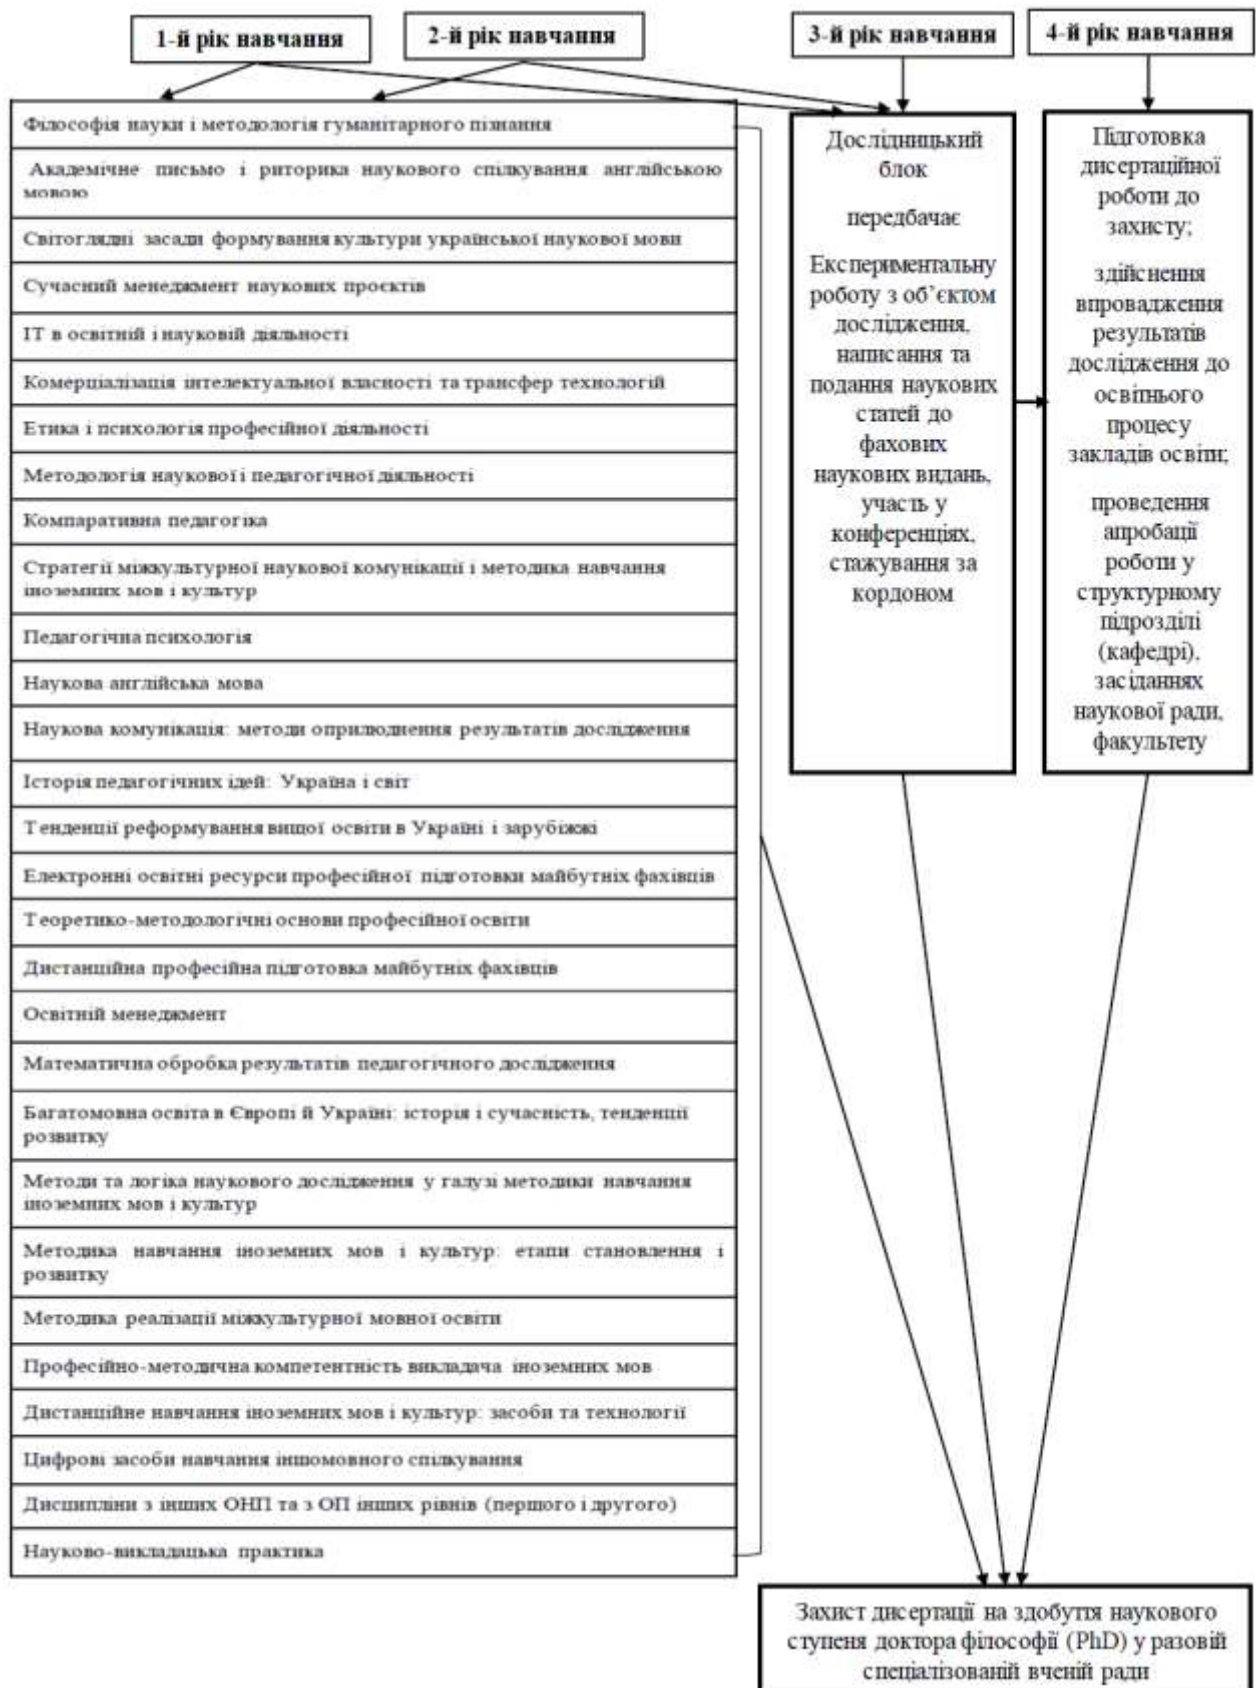 1-й рік навчання
2-й рік навчання
3-й рік навчання
4-й рік навчання
Філософія науки і методологія гуманітарного пізнання
Академічне письмо і риторика наукового спілкування англійською
мовою
Світоглядні засади формування культури української наукової мови
Сучасний менеджмент наукових проєктів
ІТ в освітній і науковій діяльності
Комерціалізація інтелектуальної власності та трансфер технологій
Етика і психологія професійної діяльності
Методологія наукової і педагогічної діяльності
Компаративна педагогіка
Стратегії міжкультурної наукової комунікації і методика навчання
іноземних мов і культур
Педагогічна психологія
Наукова англійська мова
Наукова комунікація: методи оприлюднення результатів дослідження
Історія педагогічних ідей: Україна і світ
Тенденції реформування вищої освіти в Україні і зарубіжжі
Електронні освітні ресурси професійної підготовки майбутніх фахівців
Теоретико-методологічні основи професійної освіти
Дистанційна професійна підготовка майбутніх фахівців
Освітній менеджмент
Математична обробка результатів педагогічного дослідження
Багатомовна освіта в Європі й Україні: історія і сучасність, тенденції
розвитку
Методи та логіка наукового дослідження у галузі методики навчання
іноземних мов і культур
Методика навчання іноземних мов і культур: етапи становлення і
розвитку
Методика реалізації міжкультурної мовної освіти
Професійно-методична компетентність викладача іноземних мов
Дистанційне навчання іноземних мов і культур: засоби та технології
Цифрові засоби навчання іншомовного спілкування
Дисципліни з інших ОНП та з ОП інших рівнів (першого і другого)
Науково-викладацька практика
Дослідницький
блок
передбачає
Експериментальну
роботу з об’єктом
дослідження,
написання та
подання наукових
статей до
фахових
наукових видань,
участь у
конференціях,
стажування за
кордоном
Підготовка
дисертаційної
роботи до
захисту;
здійснення
впровадження
результатів
дослідження до
освітнього
процесу
закладів освіти;
проведення
апробації
роботи у
структурному
підрозділі
(кафедрі),
засіданнях
наукової ради,
факультету
Захист дисертації на здобуття наукового
ступеня доктора філософії (PhD) у разовій
спеціалізованій вченій ради